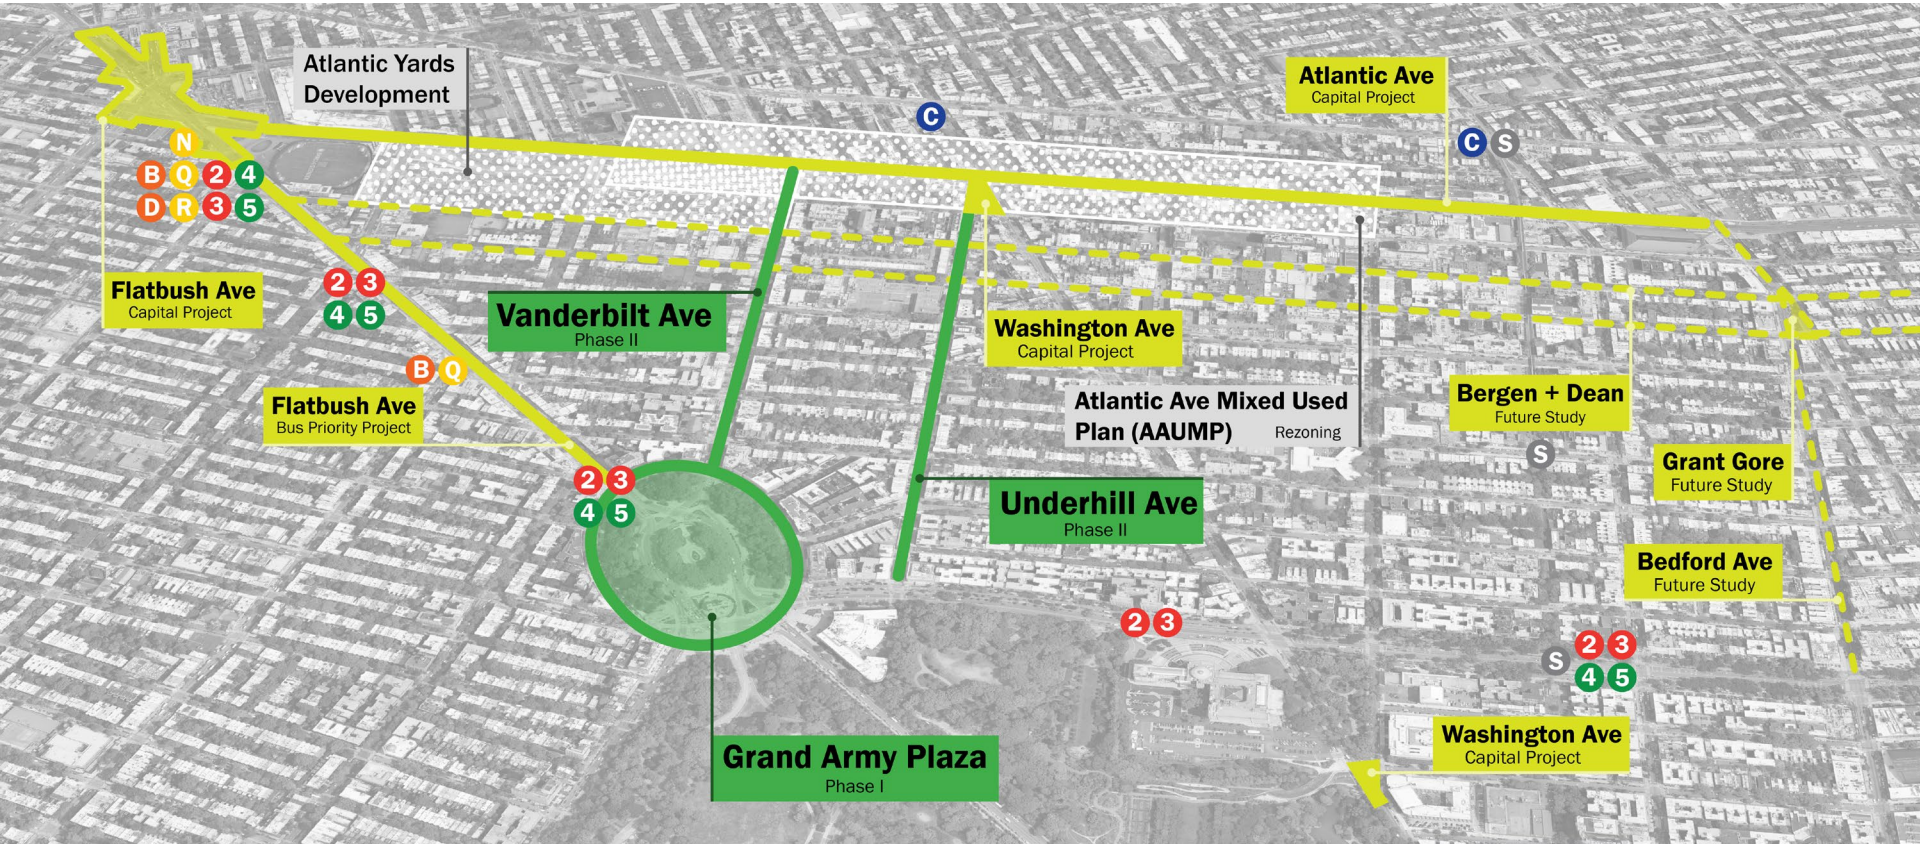 Atlantic Yards
Development
C
Atlantic Ave
Capital Project
C S
N
B Q 2 4
D R 3 5
Flatbush Ave
Capital Project
2 3
4 5
Vanderbilt Ave
Phase II
Washington Ave
Capital Project
B Q
Flatbush Ave
Bus Priority Project
Atlantic Ave Mixed Used
Plan (AAUMP) Rezoning
Bergen + Dean
Future Study
S
Grant Gore
Future Study
2 3
4 5
Underhill Ave
Phase II
Bedford Ave
Future Study
2 3
S 2 3
4 5
Grand Army Plaza
Phase I
Washington Ave
Capital Project